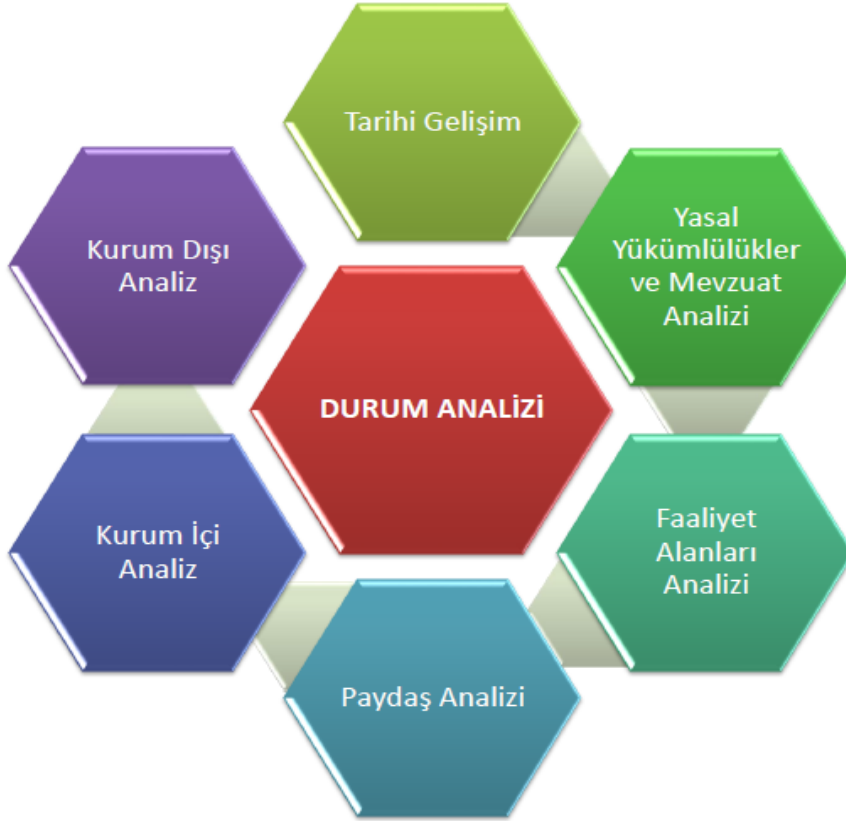 Tarihi Gelişim
Yasal
Yükümlülükler
ve Mevzuat
Analizi
Faaliyet
Alanları
Analizi
Paydaş Analizi
Kurum İçi
Analiz
Kurum Dışı
Analiz
DURUM ANALİZİ